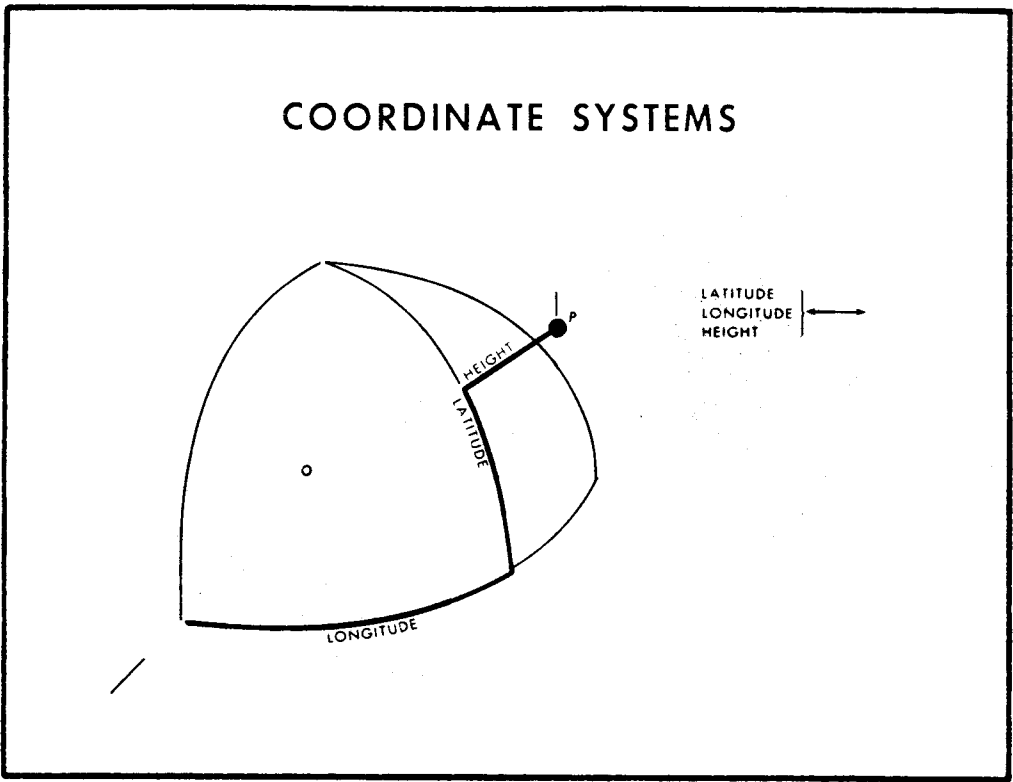 COORDINATE SYSTEMS
LATITUDE
LONGITUDE
HEIGHT
P
HEIGHT
LATITUDE
O
LONGITUDE